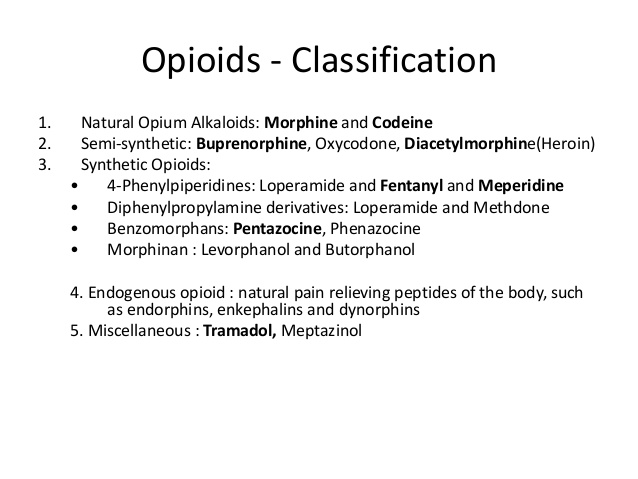 Opioids - Classification
1. Natural Opium Alkaloids: Morphine and Codeine
2. Semi-synthetic: Buprenorphine, Oxycodone, Diacetylmorphine(Heroin)
3. Synthetic Opioids:
• 4-Phenylpiperidines: Loperamide and Fentanyl and Meperidine
• Diphenylpropylamine derivatives: Loperamide and Methdone
• Benzomorphans: Pentazocine, Phenazocine
• Morphinan : Levorphanol and Butorphanol
4. Endogenous opioid : natural pain relieving peptides of the body, such
as endorphins, enkephalins and dynorphins
5. Miscellaneous : Tramadol, Meptazinol